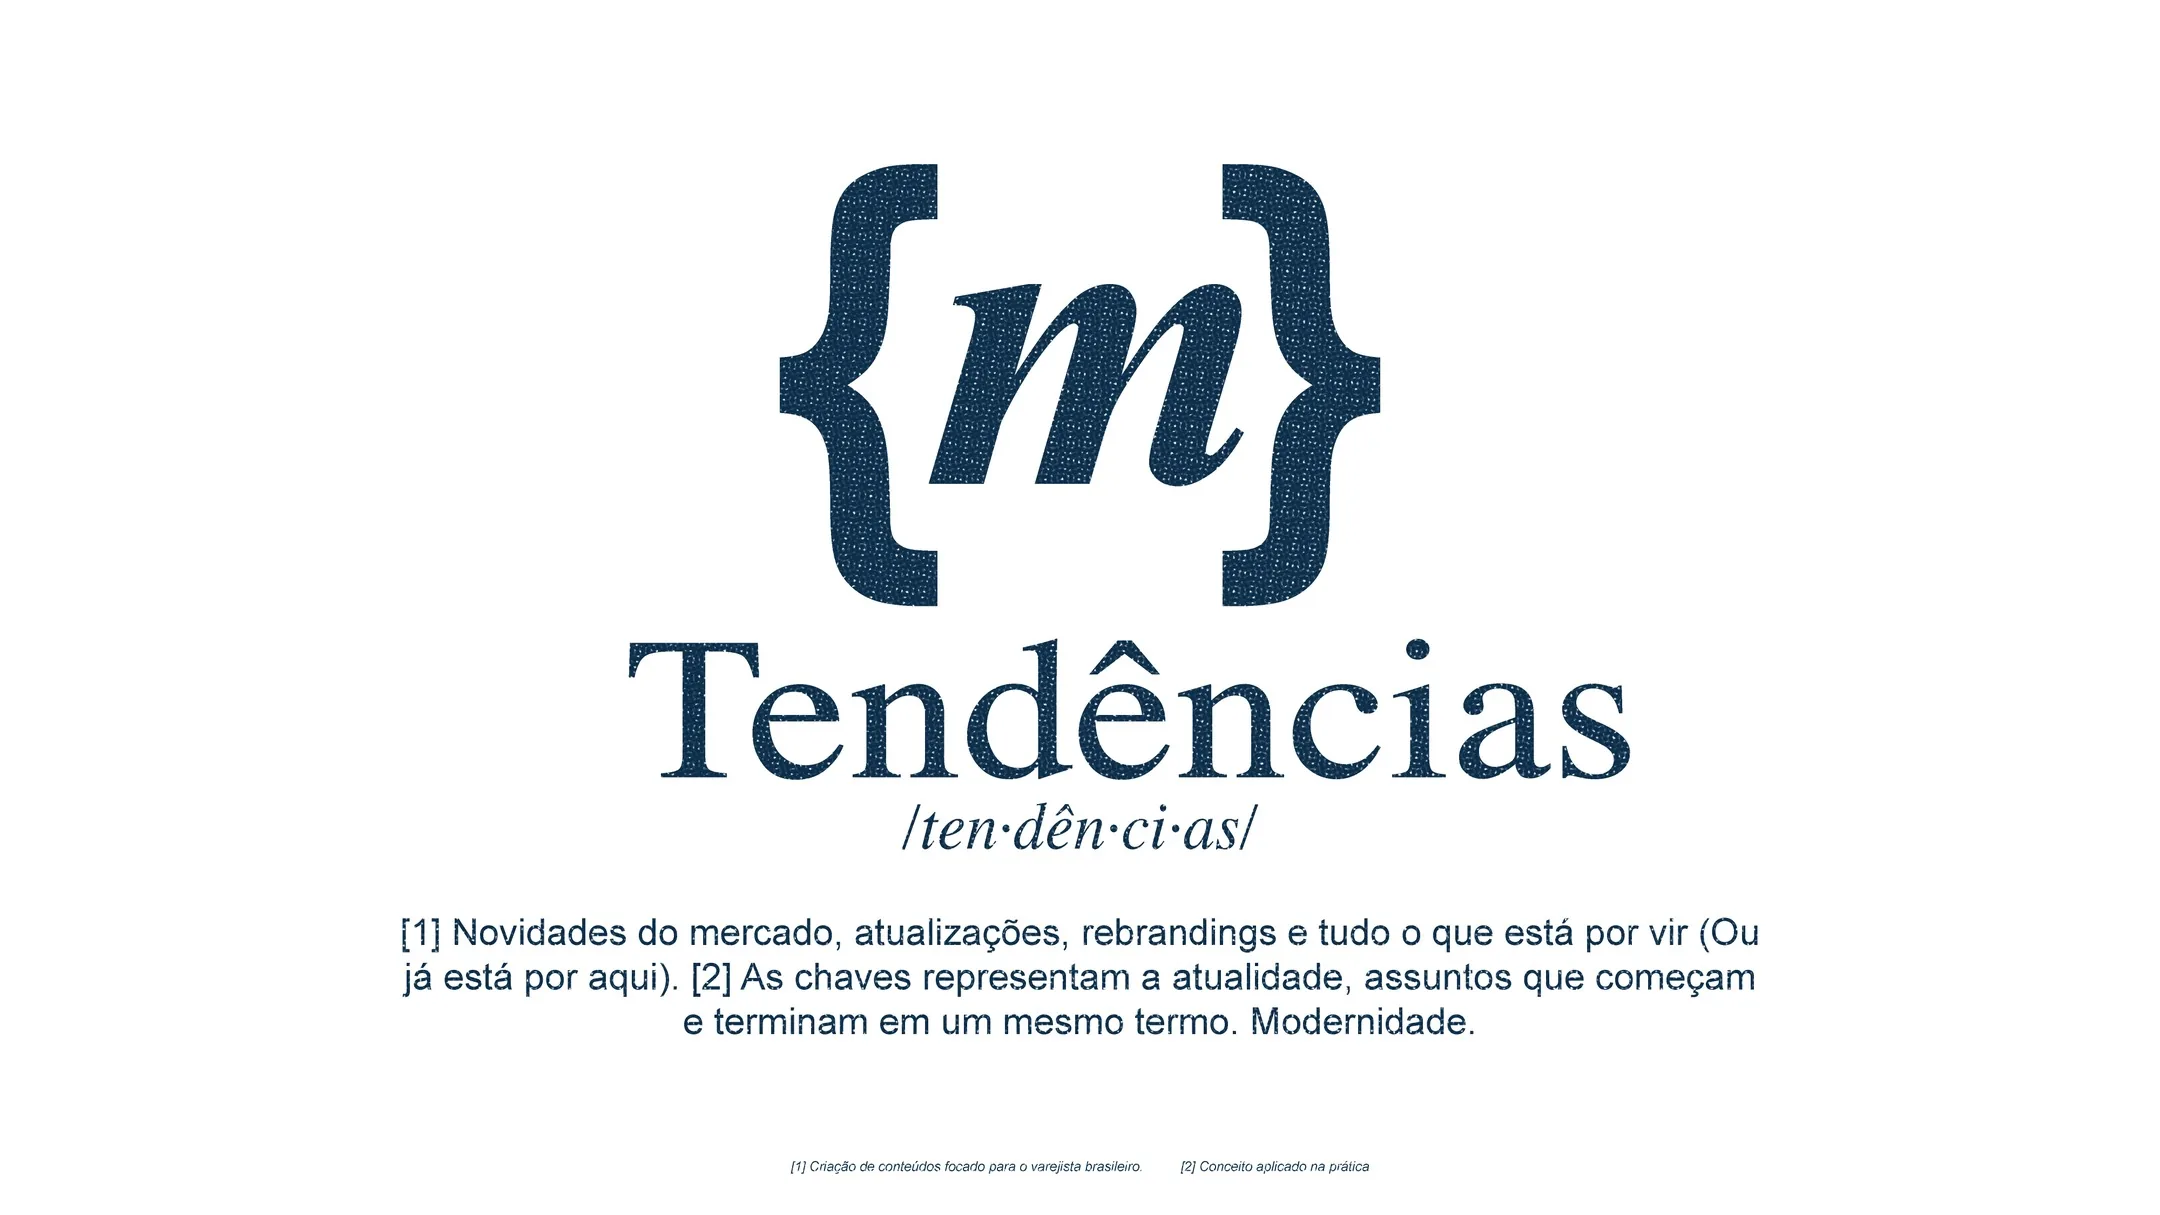 {m}
Tendências
/ten·dên·ci·as/
[1] Novidades do mercado, atualizações, rebrandings e tudo o que está por vir (Ou
já está por aqui). [2] As chaves representam a atualidade, assuntos que começam
e terminam em um mesmo termo. Modernidade.
[1] Criação de conteúdos focado para o varejista brasileiro. [2] Conceito aplicado na prática